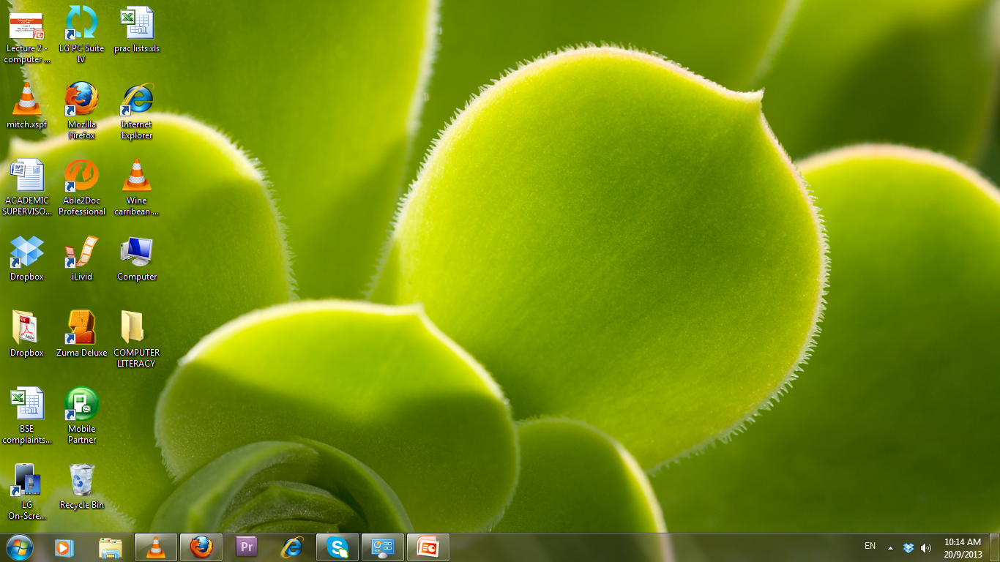 Lecture 2 -
computer ...
LG PC Suite
IV
prac lists.xls
mitch.xspf
Mozilla
Firefox
Internet
Explorer
ACADEMIC
SUPERVISO...
Able2Doc
Professional
Wine
carribean ...
Dropbox
iLivid
Computer
Dropbox
Zuma Deluxe
COMPUTER
LITERACY
BSE
complaints...
Mobile
Partner
LG
On-Scre...
Recycle Bin
Pr
EN
10:14 AM
20/9/2013